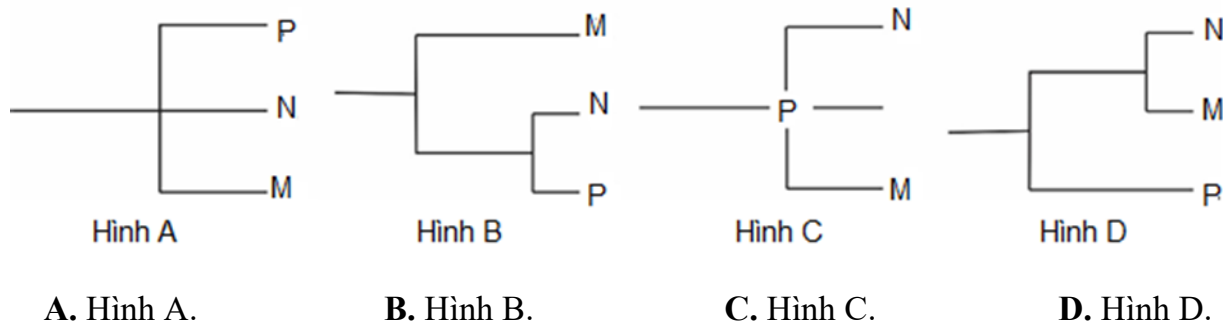 P
N
M
Hình A
M
N
P
Hình B
N
P
M
Hình C
N
M
P
Hình D
A. Hình A.
B. Hình B.
C. Hình C.
D. Hình D.